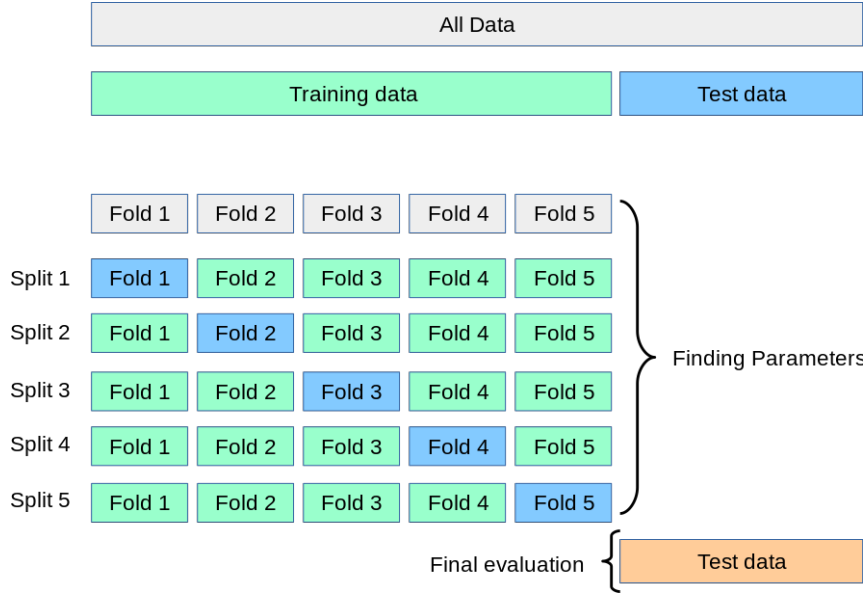 All Data
Training data Test data
Fold 1 Fold 2 Fold 3 Fold 4 Fold 5
Split 1 Fold 1 Fold 2 Fold 3 Fold 4 Fold 5
Split 2 Fold 1 Fold 2 Fold 3 Fold 4 Fold 5
Finding Parameters
Split 3 Fold 1 Fold 2 Fold 3 Fold 4 Fold 5
Split 4 Fold 1 Fold 2 Fold 3 Fold 4 Fold 5
Split 5 Fold 1 Fold 2 Fold 3 Fold 4 Fold 5
Final evaluation Test data